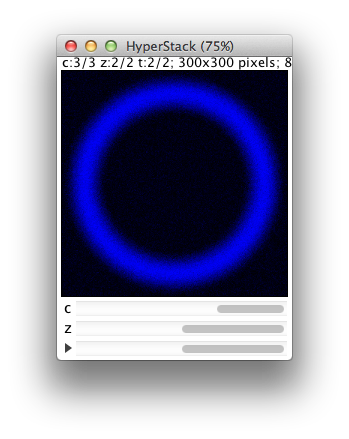 HyperStack (75%)
c:3/3 z:2/2 t:2/2; 300x300 pixels; 8
c
z